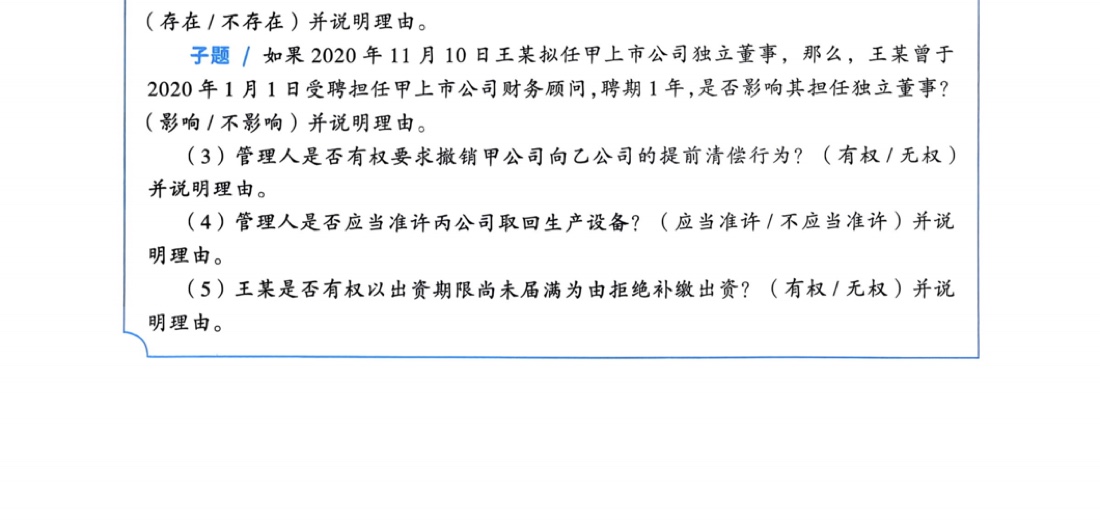 （存在 / 不存在）并说明理由。
子题 / 如果 2020 年 11 月 10 日王某拟任甲上市公司独立董事，那么，王某曾于
2020 年 1 月 1 日受聘担任甲上市公司财务顾问，聘期 1 年，是否影响其担任独立董事？
（影响 / 不影响）并说明理由。
（3）管理人是否有权要求撤销甲公司向乙公司的提前清偿行为？（有权 / 无权）
并说明理由。
（4）管理人是否应当准许丙公司取回生产设备？（应当准许 / 不应当准许）并说
明理由。
（5）王某是否有权以出资期限尚未届满为由拒绝补缴出资？（有权 / 无权）并说
明理由。